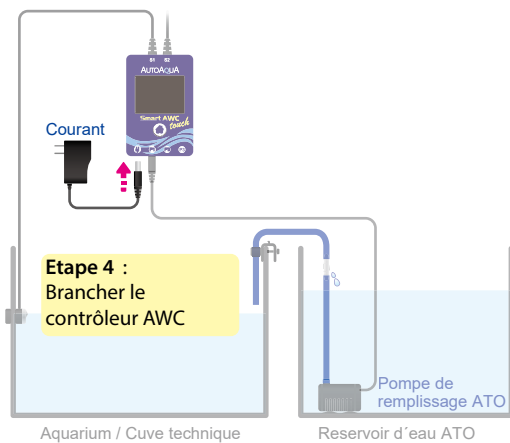 S1 S2
AUTOAQUA
Smart AWC
touch
Courant
Etape 4 :
Brancher le
contrôleur AWC
Pompe de
remplissage ATO
Aquarium / Cuve technique
Reservoir d´eau ATO